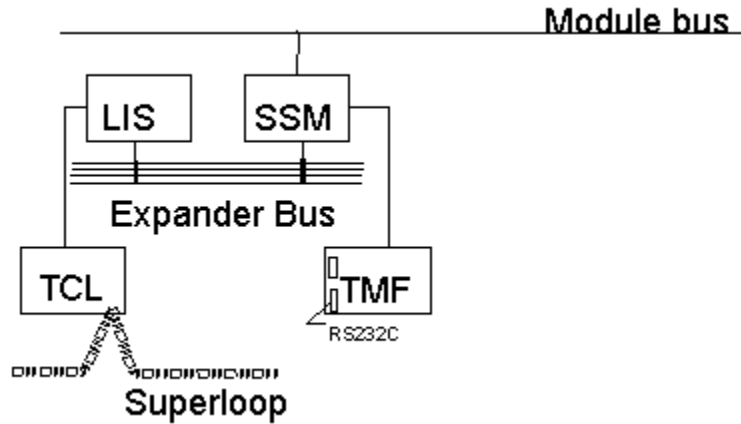 Module bus
LIS
SSM
Expander Bus
TCL
TMF
RS232C
Superloop